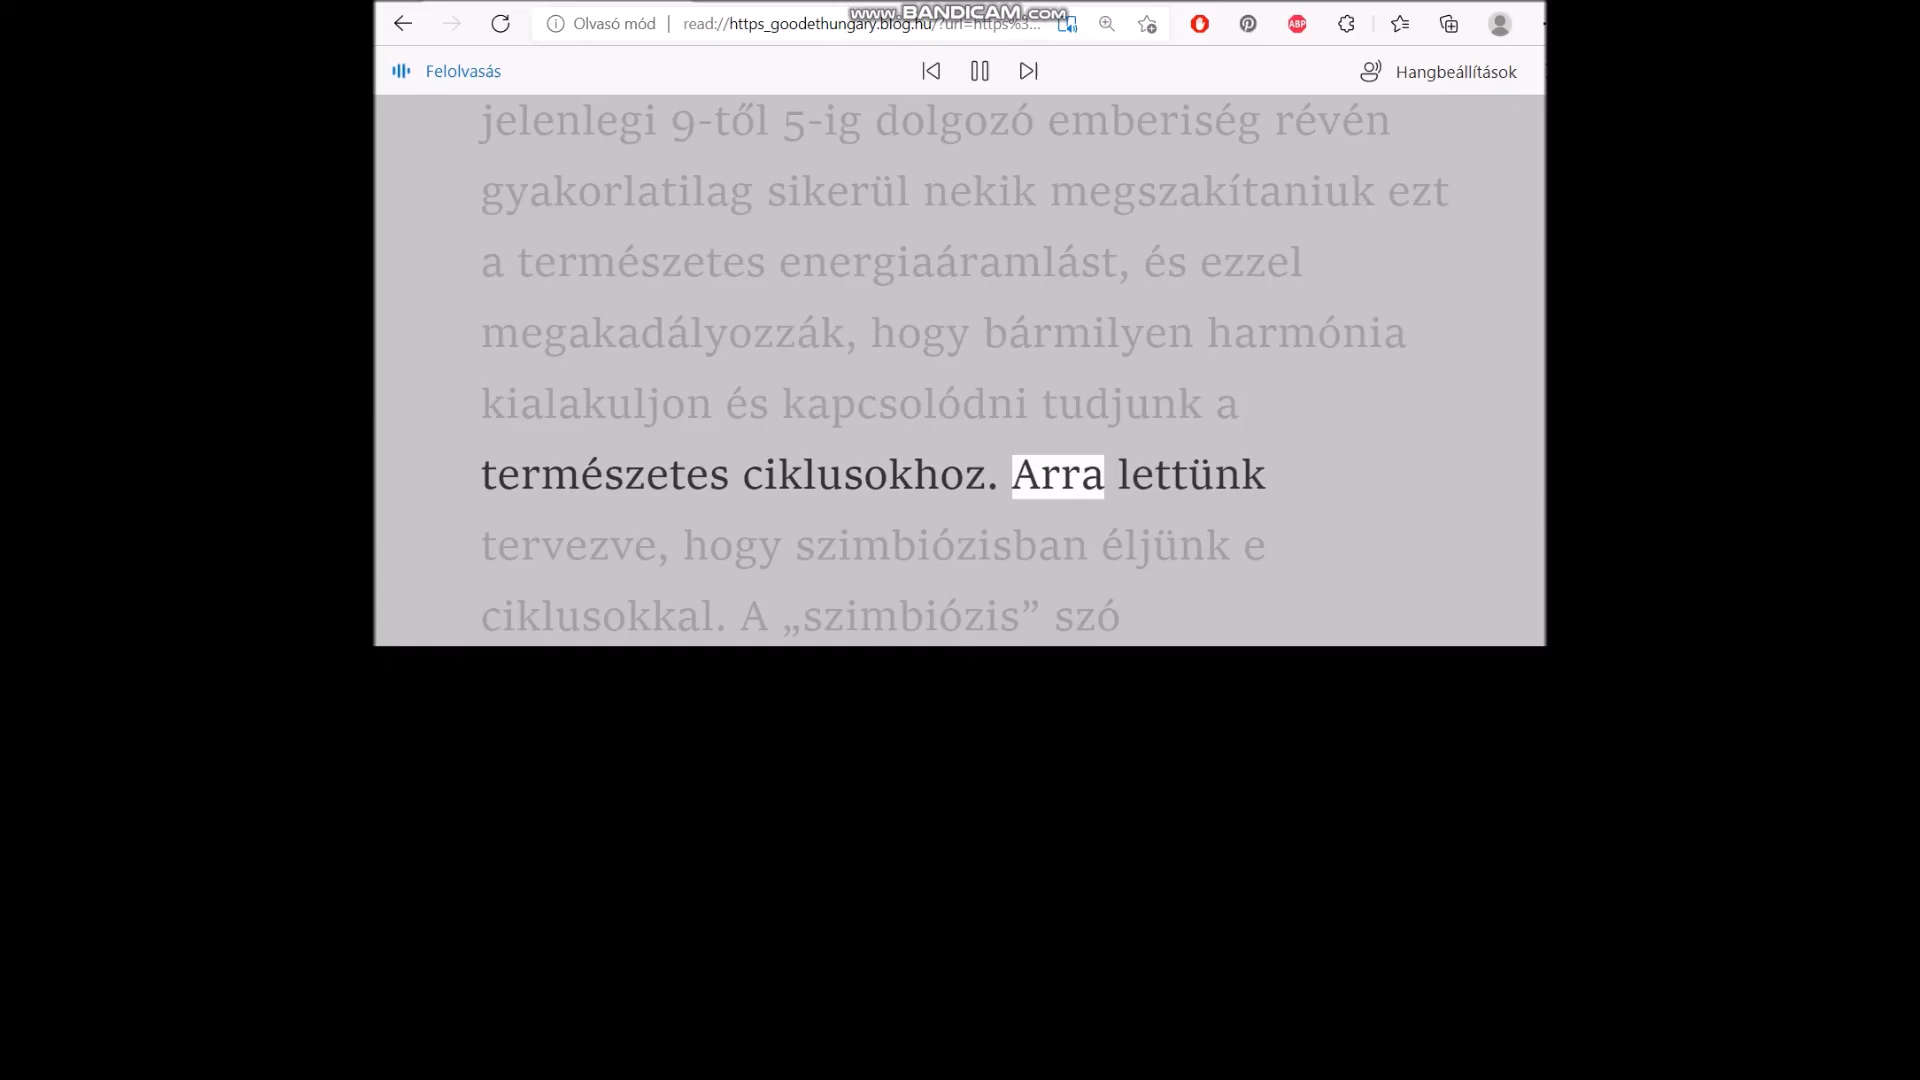 www.BANDICAM.com
Olvasó mód | read://https_goodethungary.blog.hu/?url=https%3...
ABP
Felolvasás
Hangbeállítások
jelenlegi 9-től 5-ig dolgozó emberiség révén
gyakorlatilag sikerül nekik megszakítaniuk ezt
a természetes energiaáramlást, és ezzel
megakadályozzák, hogy bármilyen harmónia
kialakuljon és kapcsolódni tudjunk a
természetes ciklusokhoz. Arra lettünk
tervezve, hogy szimbiózisban éljünk e
ciklusokkal. A „szimbiózis” szó